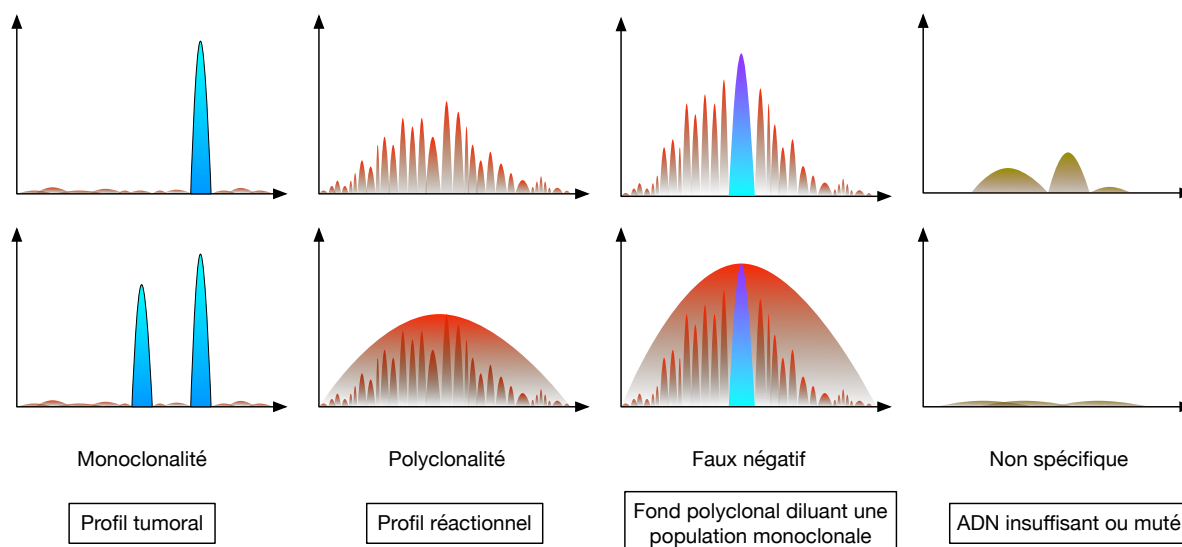 Monoclonalité
Polyclonalité
Faux négatif
Non spécifique
Profil tumoral
Profil réactionnel
Fond polyclonal diluant une
population monoclonale
ADN insuffisant ou muté